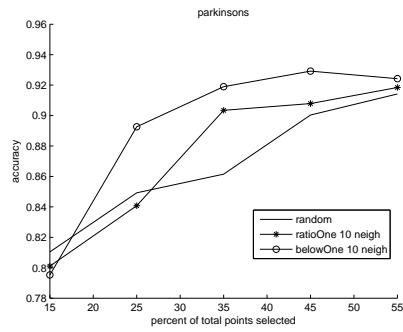 parkinsons
0.96
0.94
0.92
0.9
0.88
0.86
0.84
0.82
0.8
0.78
accuracy
random
ratioOne 10 neigh
belowOne 10 neigh
15 20 25 30 35 40 45 50 55
percent of total points selected